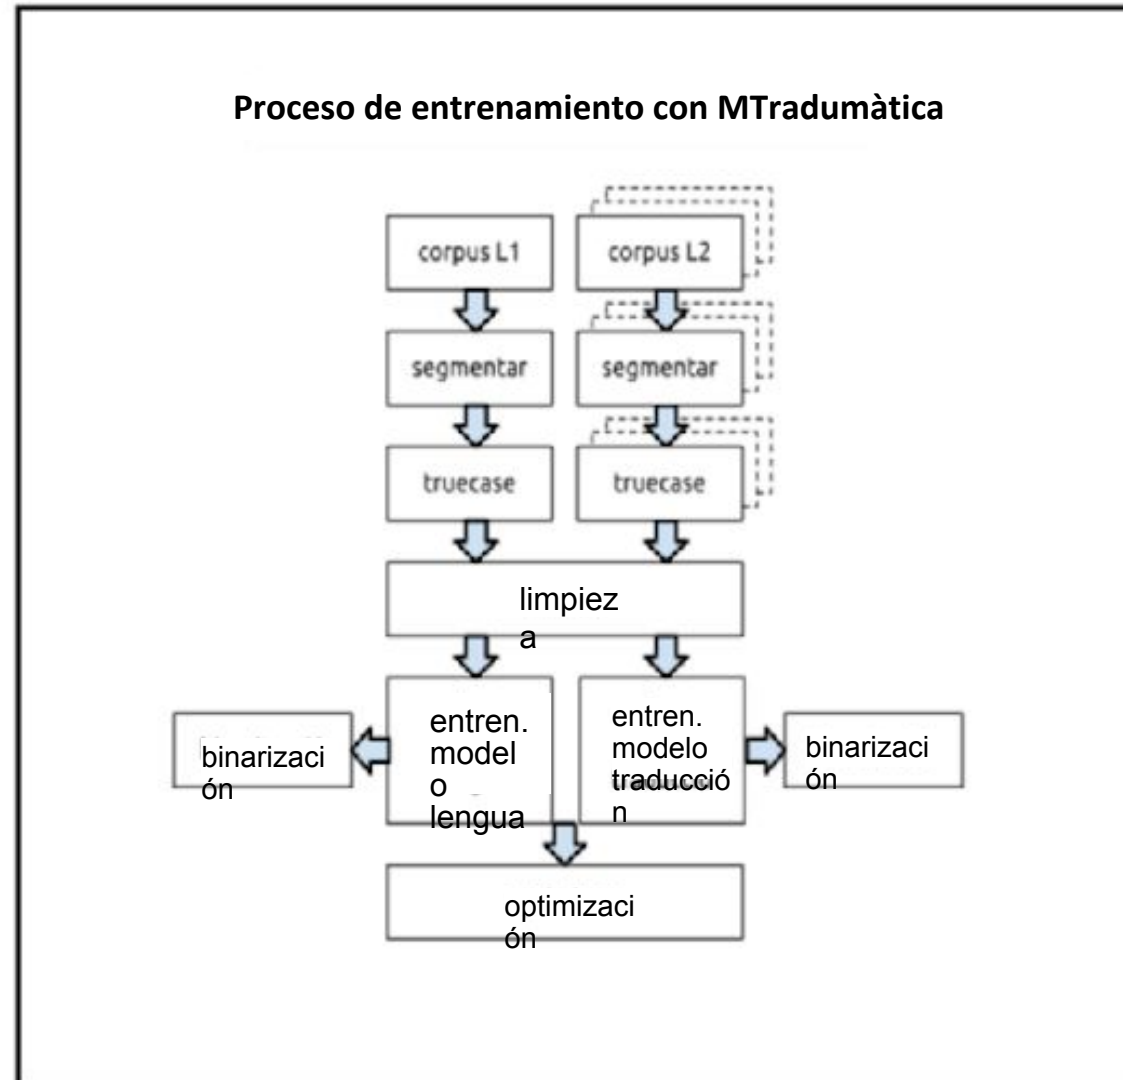 Proceso de entrenamiento con MTradumàtica
corpus L1
corpus L2
segmentar
segmentar
truecase
truecase
limpiez
a
entren.
model
o
lengua
entren.
modelo
traducció
n
binarizaci
ón
binarizaci
ón
optimizaci
ón